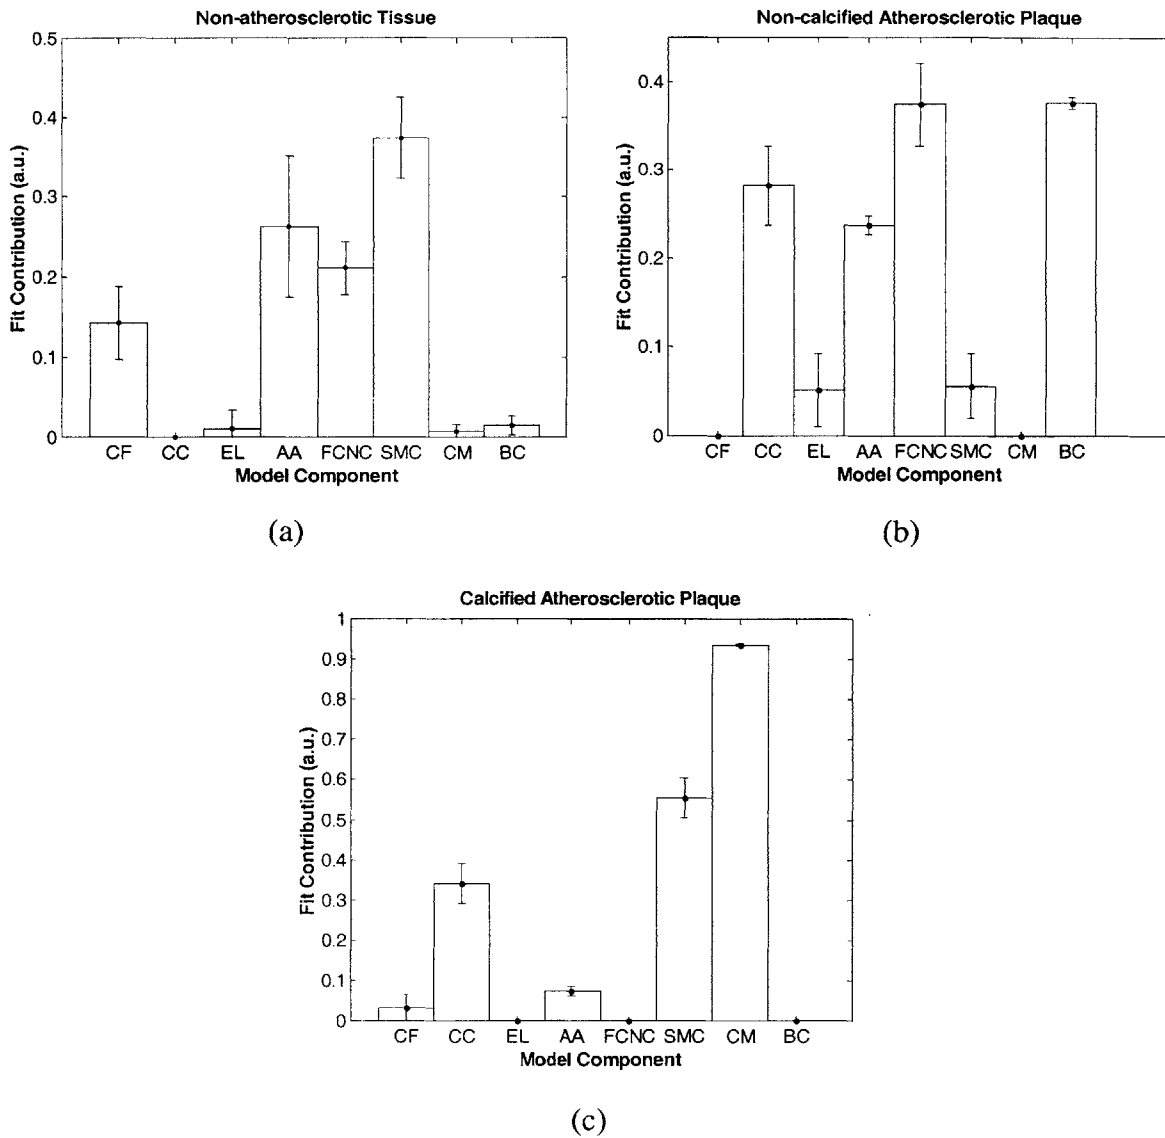 Non-atherosclerotic Tissue
0.5
0.4
0.3
0.2
0.1
0
Fit Contribution (a.u.)
CF CC EL AA FCNC SMC CM BC
Model Component
(a)
Non-calcified Atherosclerotic Plaque
0.4
0.3
0.2
0.1
0
Fit Contribution (a.u.)
CF CC EL AA FCNC SMC CM BC
Model Component
(b)
Calcified Atherosclerotic Plaque
1
0.9
0.8
0.7
0.6
0.5
0.4
0.3
0.2
0.1
0
Fit Contribution (a.u.)
CF CC EL AA FCNC SMC CM BC
Model Component
(c)